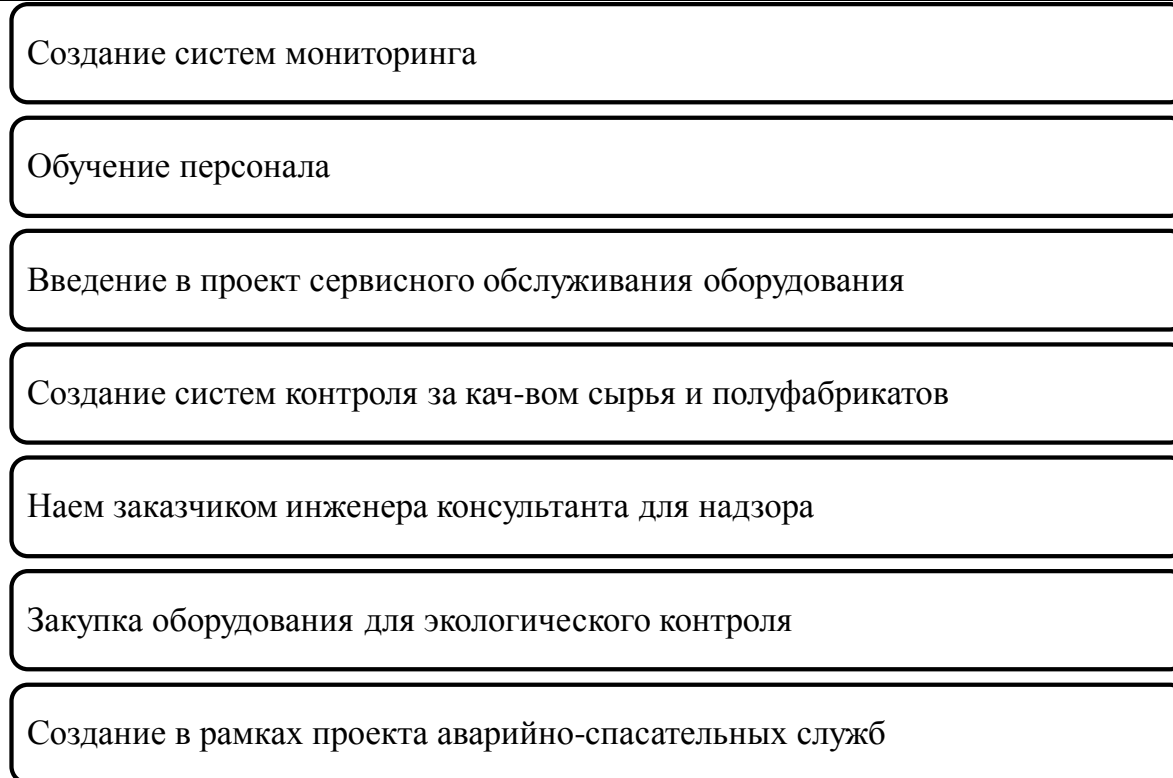 Создание систем мониторинга
Обучение персонала
Введение в проект сервисного обслуживания оборудования
Создание систем контроля за кач-вом сырья и полуфабрикатов
Наем заказчиком инженера консультанта для надзора
Закупка оборудования для экологического контроля
Создание в рамках проекта аварийно-спасательных служб